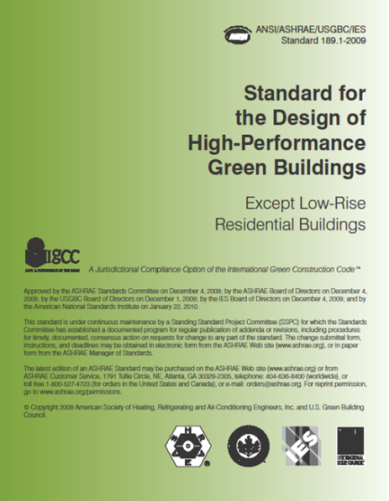 ANSI/ASHRAE/USGBC/IES
Standard 189.1-2009
Standard for
the Design of
High-Performance
Green Buildings
Except Low-Rise
Residential Buildings
IGCC
A Jurisdictional Compliance Option of the International Green Construction Code™
Approved by the ASHRAE Standards Committee on December 4, 2009; by the ASHRAE Board of Directors on December 4,
2009; by the USGBC Board of Directors on December 1, 2009; by the IES Board of Directors on December 4, 2009; and by
the American National Standards Institute on January 22, 2010.
This standard is under continuous maintenance by a Standing Standard Project Committee (SSPC) for which the Standards
Committee has established a documented program for regular publication of addenda or revisions, including procedures
for timely, documented, consensus action on requests for change to any part of the standard. The change submittal form,
instructions, and deadlines may be obtained in electronic form from the ASHRAE Web site (www.ashrae.org), or in paper
form from the ASHRAE Manager of Standards.
The latest edition of an ASHRAE Standard may be purchased on the ASHRAE Web site (www.ashrae.org) or from
ASHRAE Customer Service, 1791 Tullie Circle, NE, Atlanta, GA 30329-2305, telephone: 404-636-8400 (worldwide), or
toll free 1-800-527-4723 (for orders in the United States and Canada), or e-mail: orders@ashrae.org. For reprint permission,
go to www.ashrae.org/permissions.
© Copyright 2009 American Society of Heating, Refrigerating and Air-Conditioning Engineers, Inc. and U.S. Green Building
Council.
IES